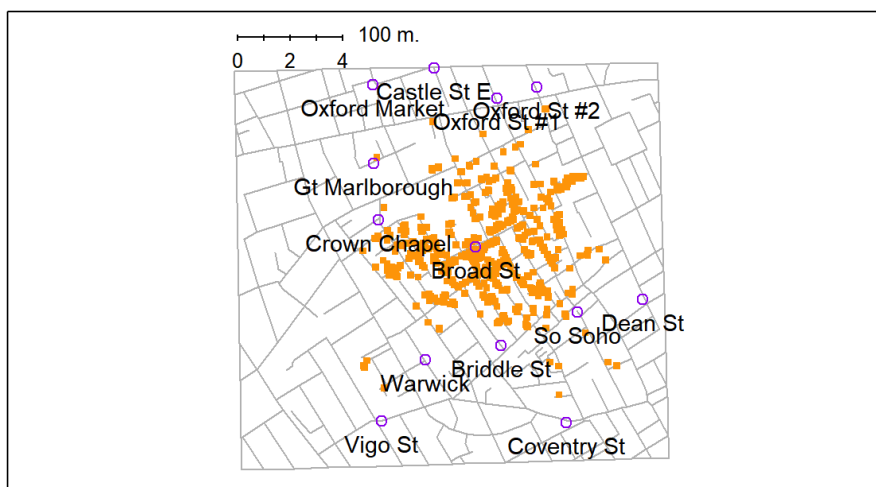 100 m.
0 2 4
Castle St E
Oxford Market
Oxford St #2
Oxford St #1
Gt Marlborough
Crown Chapel
Broad St
Dean St
So Soho
Briddle St
Warwick
Vigo St
Coventry St